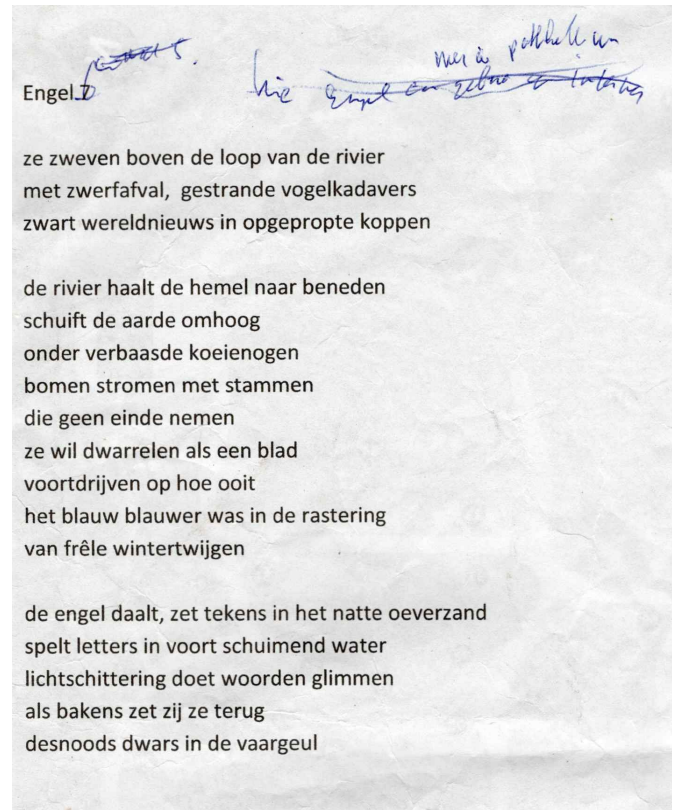 Engel 7
ze zweven boven de loop van de rivier
met zwerfafval,  gestrande vogelkadavers
zwart wereldnieuws in opgepropte koppen
de rivier haalt de hemel naar beneden
schuift de aarde omhoog
onder verbaasde koeienogen
bomen stromen met stammen
die geen einde nemen
ze wil dwarrelen als een blad
voortdrijven op hoe ooit
het blauw blauwer was in de rastering
van frêle wintertwijgen
de engel daalt, zet tekens in het natte oeverzand
spelt letters in voort schuimend water
lichtschittering doet woorden glimmen
als bakens zet zij ze terug
desnoods dwars in de vaargeul